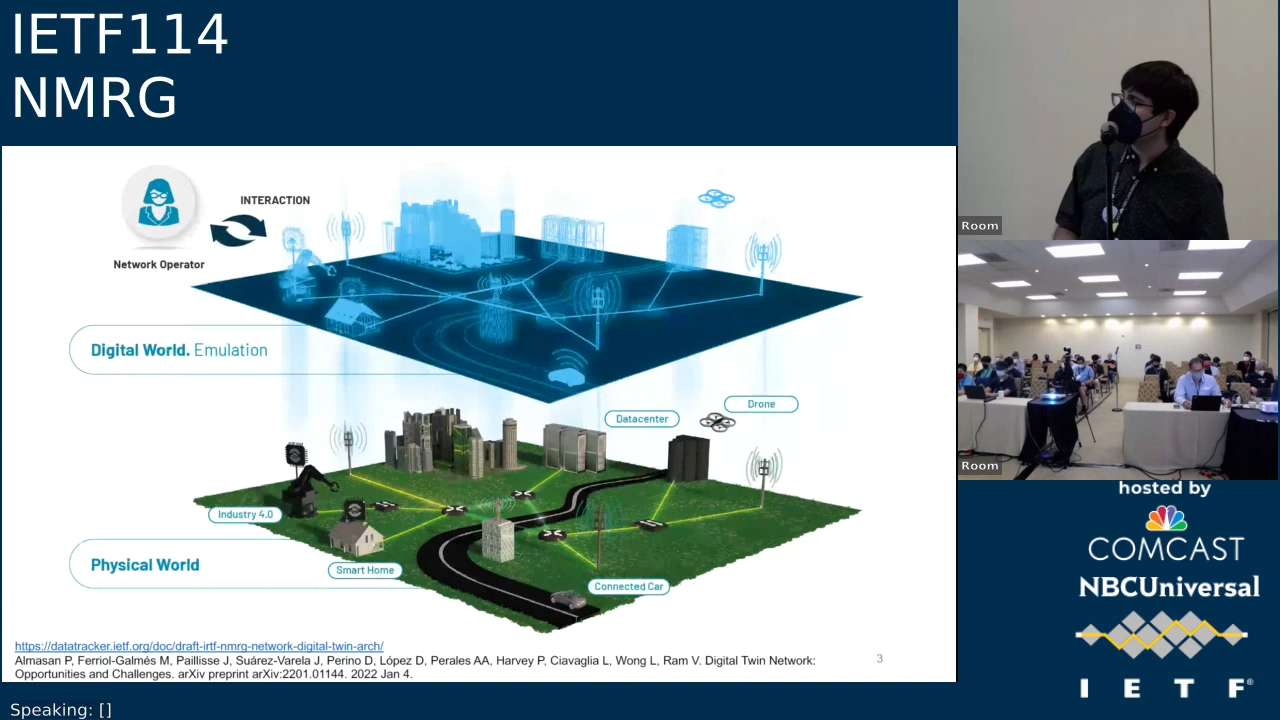 IETF114
NMRG
INTERACTION
Network Operator
Digital World. Emulation
Drone
Datacenter
Industry 4.0
Physical World
Smart Home
Connected Car
https://datatracker.ietf.org/doc/draft-irtf-nmrg-network-digital-twin-arch/
Almasan P, Ferriol-Galmés M, Paillisse J, Suárez-Varela J, Perino D, López D, Perales AA, Harvey P, Ciavaglia L, Wong L, Ram V. Digital Twin Network:
Opportunities and Challenges. arXiv preprint arXiv:2201.01144. 2022 Jan 4.
3
Room
Room
hosted by
COMCAST
NBCUniversal
I E T F®
Speaking: []